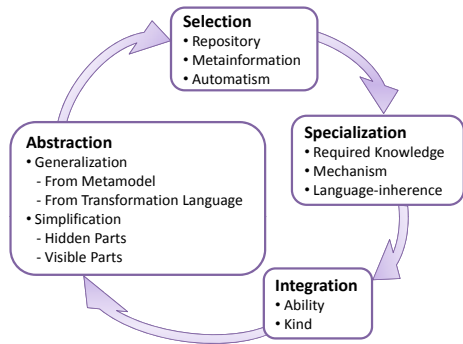 Selection
• Repository
• Metainformation
• Automatism
Specialization
• Required Knowledge
• Mechanism
• Language-inherence
Integration
• Ability
• Kind
Abstraction
• Generalization
- From Metamodel
- From Transformation Language
• Simplification
- Hidden Parts
- Visible Parts